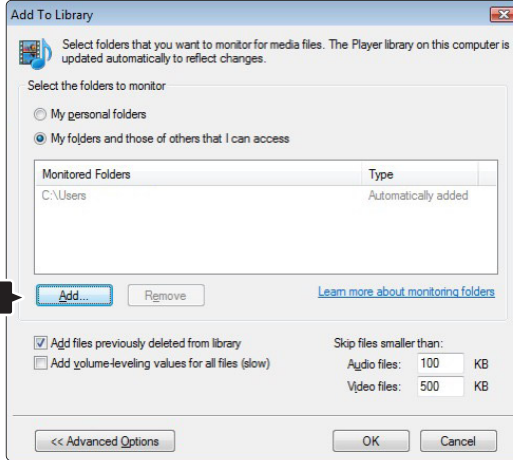 Add To Library
Select folders that you want to monitor for media files. The Player library on this computer is
updated automatically to reflect changes.
Select the folders to monitor
My personal folders
My folders and those of others that I can access
Monitored Folders Type
C:\Users Automatically added
Add... Remove Learn more about monitoring folders
Add files previously deleted from library Skip files smaller than:
Add volume-leveling values for all files (slow) Audio files: 100 KB
Video files: 500 KB
<< Advanced Options OK Cancel